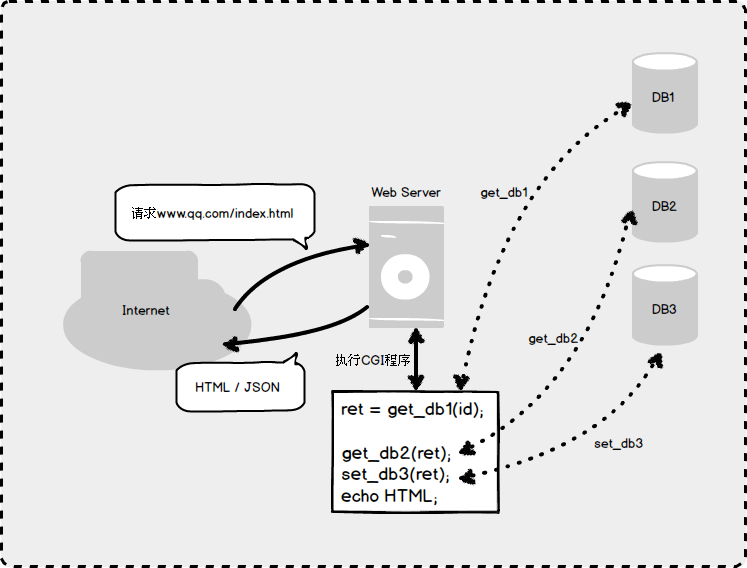 DB1
Web Server
get_db1
请求www.qq.com/index.html
DB2
Internet
DB3
get_db2
执行CGI程序
HTML / JSON
ret = get_db1(id);
get_db2(ret);
set_db3(ret);
echo HTML;
set_db3